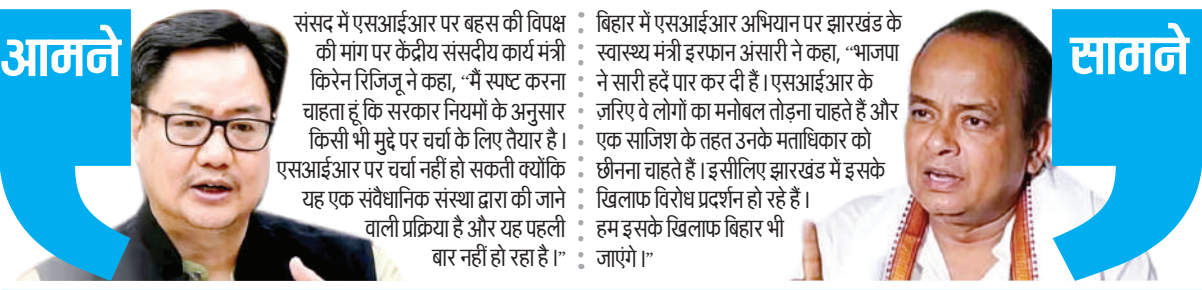 आमने
संसद में एसआईआर पर बहस की विपक्ष
की मांग पर केंद्रीय संसदीय कार्य मंत्री
किरेन रिजिजू ने कहा, “मैं स्पष्ट करना
चाहता हूं कि सरकार नियमों के अनुसार
किसी भी मुद्दे पर चर्चा के लिए तैयार है।
एसआईआर पर चर्चा नहीं हो सकती क्योंकि
यह एक संवैधानिक संस्था द्वारा की जाने
वाली प्रक्रिया है और यह पहली
बार नहीं हो रहा है।”
बिहार में एसआईआर अभियान पर झारखंड के
स्वास्थ्य मंत्री इरफान अंसारी ने कहा, “भाजपा
ने सारी हदें पार कर दी हैं। एसआईआर के
ज़रिए वे लोगों का मनोबल तोड़ना चाहते हैं और
एक साजिश के तहत उनके मताधिकार को
छीनना चाहते हैं। इसीलिए झारखंड में इसके
खिलाफ विरोध प्रदर्शन हो रहे हैं।
हम इसके खिलाफ बिहार भी
जाएंगे।”
सामने